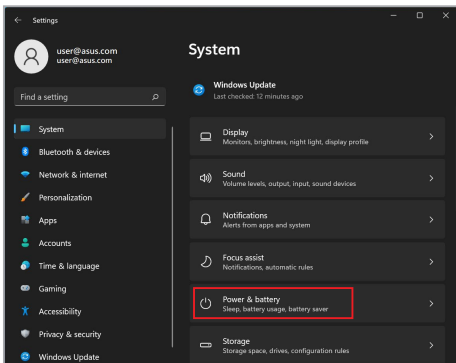 Settings
user@asus.com
user@asus.com
Find a setting
System
Bluetooth & devices
Network & internet
Personalization
Apps
Accounts
Time & language
Gaming
Accessibility
Privacy & security
Windows Update
System
Windows Update
Last checked: 12 minutes ago
Display
Monitors, brightness, night light, display profile
Sound
Volume levels, output, input, sound devices
Notifications
Alerts from apps and system
Focus assist
Notifications, automatic rules
Power & battery
Sleep, battery usage, battery saver
Storage
Storage space, drives, configuration rules